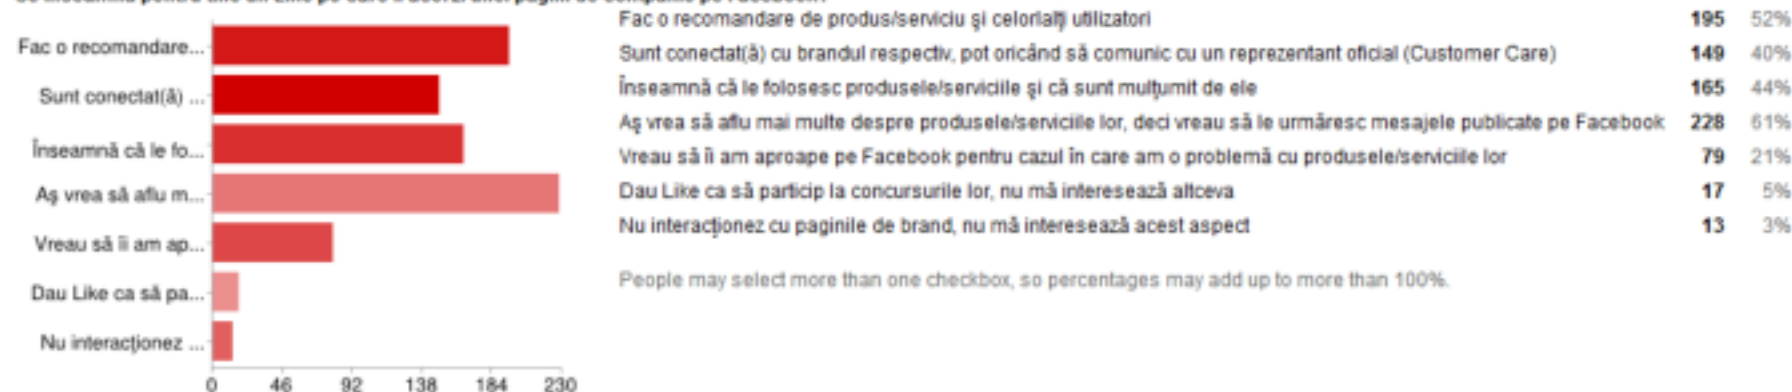 Fac o recomandare...
Sunt conectat(ă) ...
Înseamnă că le fo...
Aş vrea să aflu m...
Vreau să îi am ap...
Dau Like ca să pa...
Nu interacţionez ...
0 46 92 138 184 230
Fac o recomandare de produs/serviciu şi celorlalţi utilizatori 195 52%
Sunt conectat(ă) cu brandul respectiv, pot oricând să comunic cu un reprezentant oficial (Customer Care) 149 40%
Înseamnă că le folosesc produsele/serviciile şi că sunt mulţumit de ele 165 44%
Aş vrea să aflu mai multe despre produsele/serviciile lor, deci vreau să le urmăresc mesajele publicate pe Facebook 228 61%
Vreau să îi am aproape pe Facebook pentru cazul în care am o problemă cu produsele/serviciile lor 79 21%
Dau Like ca să particip la concursurile lor, nu mă interesează altceva 17 5%
Nu interacţionez cu paginile de brand, nu mă interesează acest aspect 13 3%
People may select more than one checkbox, so percentages may add up to more than 100%.